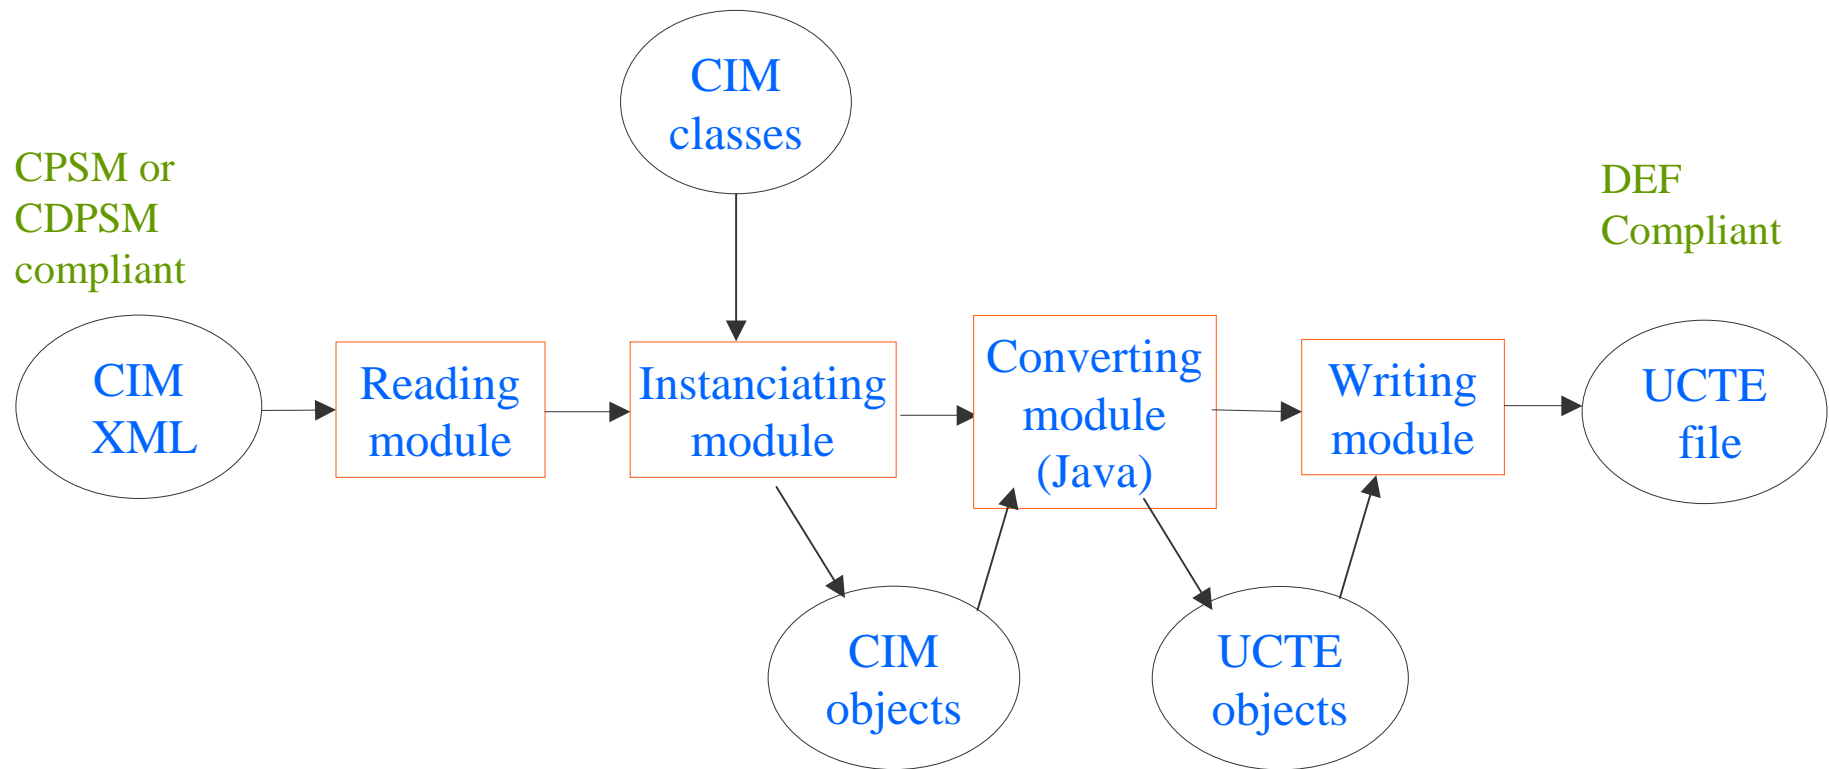 CIM
classes
CPSM or
CDPSM
compliant
DEF
Compliant
CIM
XML
Reading
module
Instanciating
module
Converting
module
(Java)
Writing
module
UCTE
file
CIM
objects
UCTE
objects